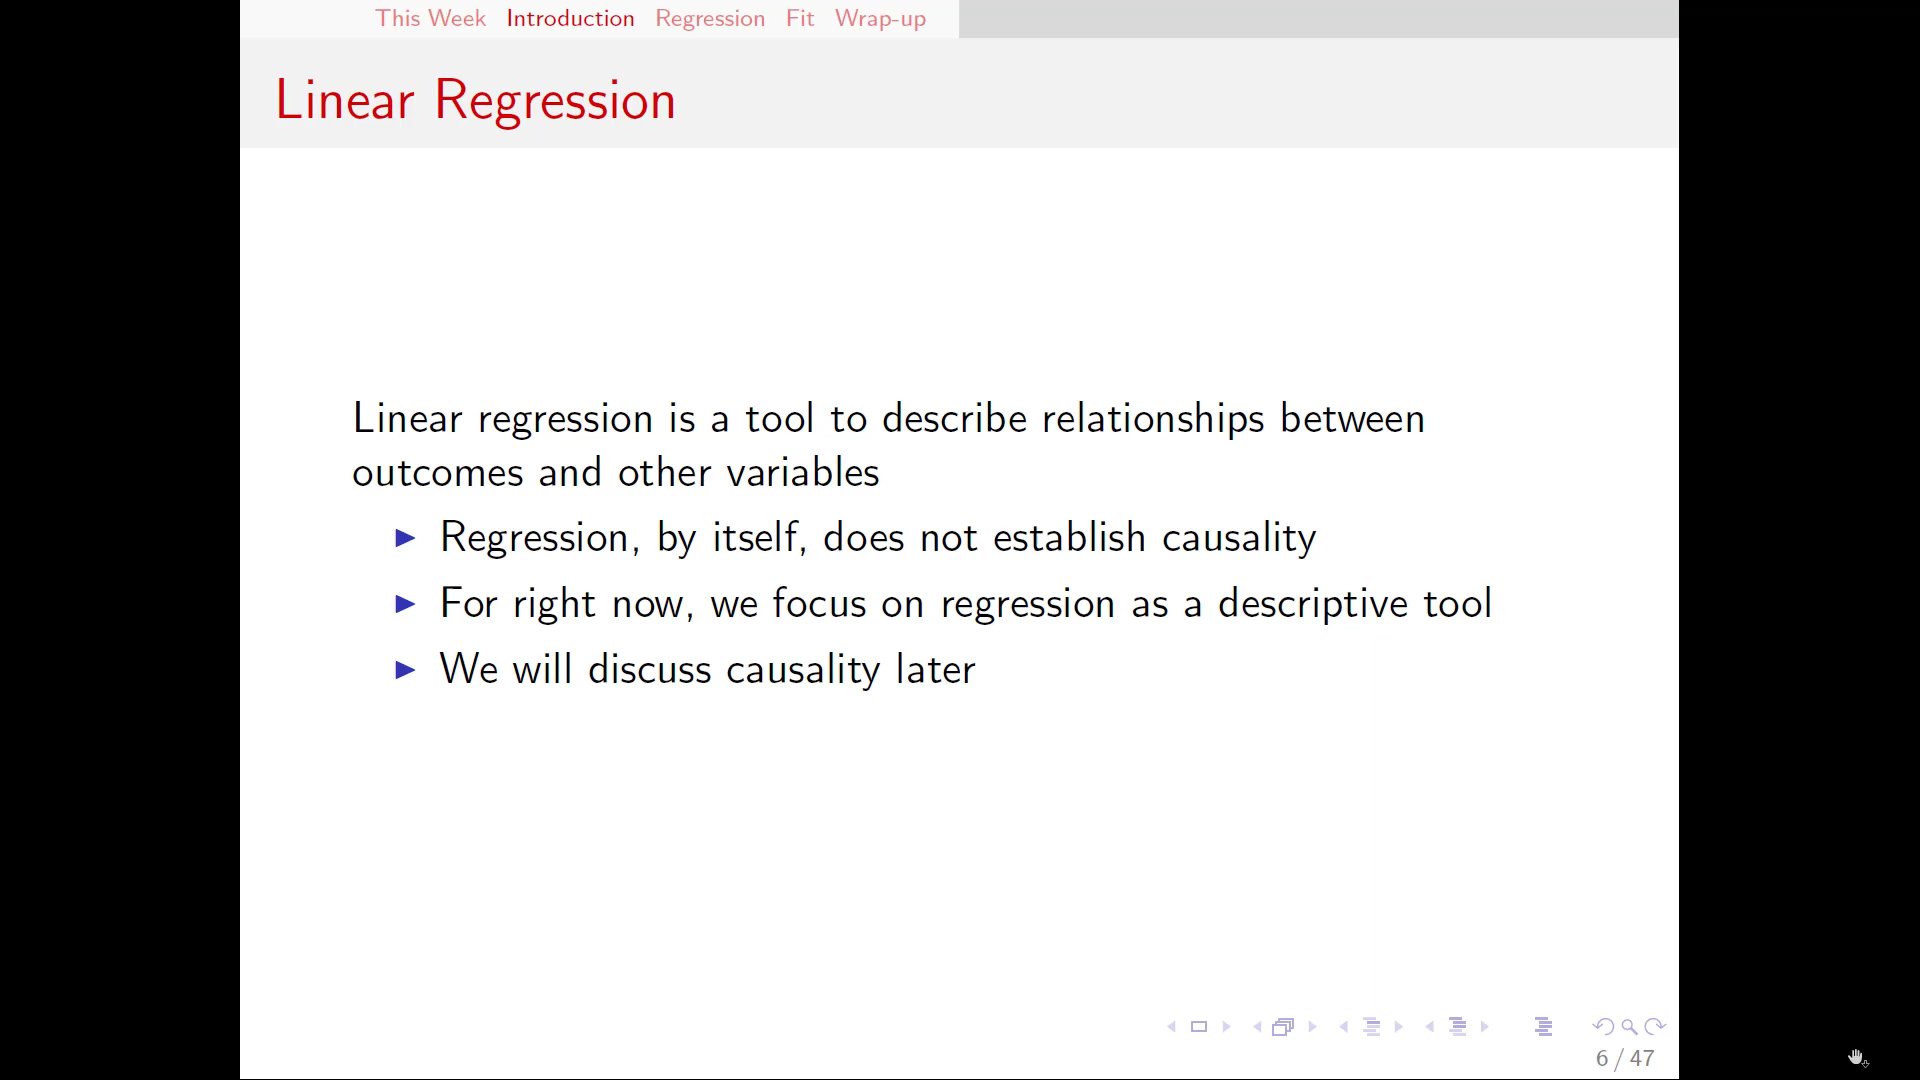 This Week Introduction Regression Fit Wrap-up
Linear Regression
Linear regression is a tool to describe relationships between
outcomes and other variables
Regression, by itself, does not establish causality
For right now, we focus on regression as a descriptive tool
We will discuss causality later
6 / 47